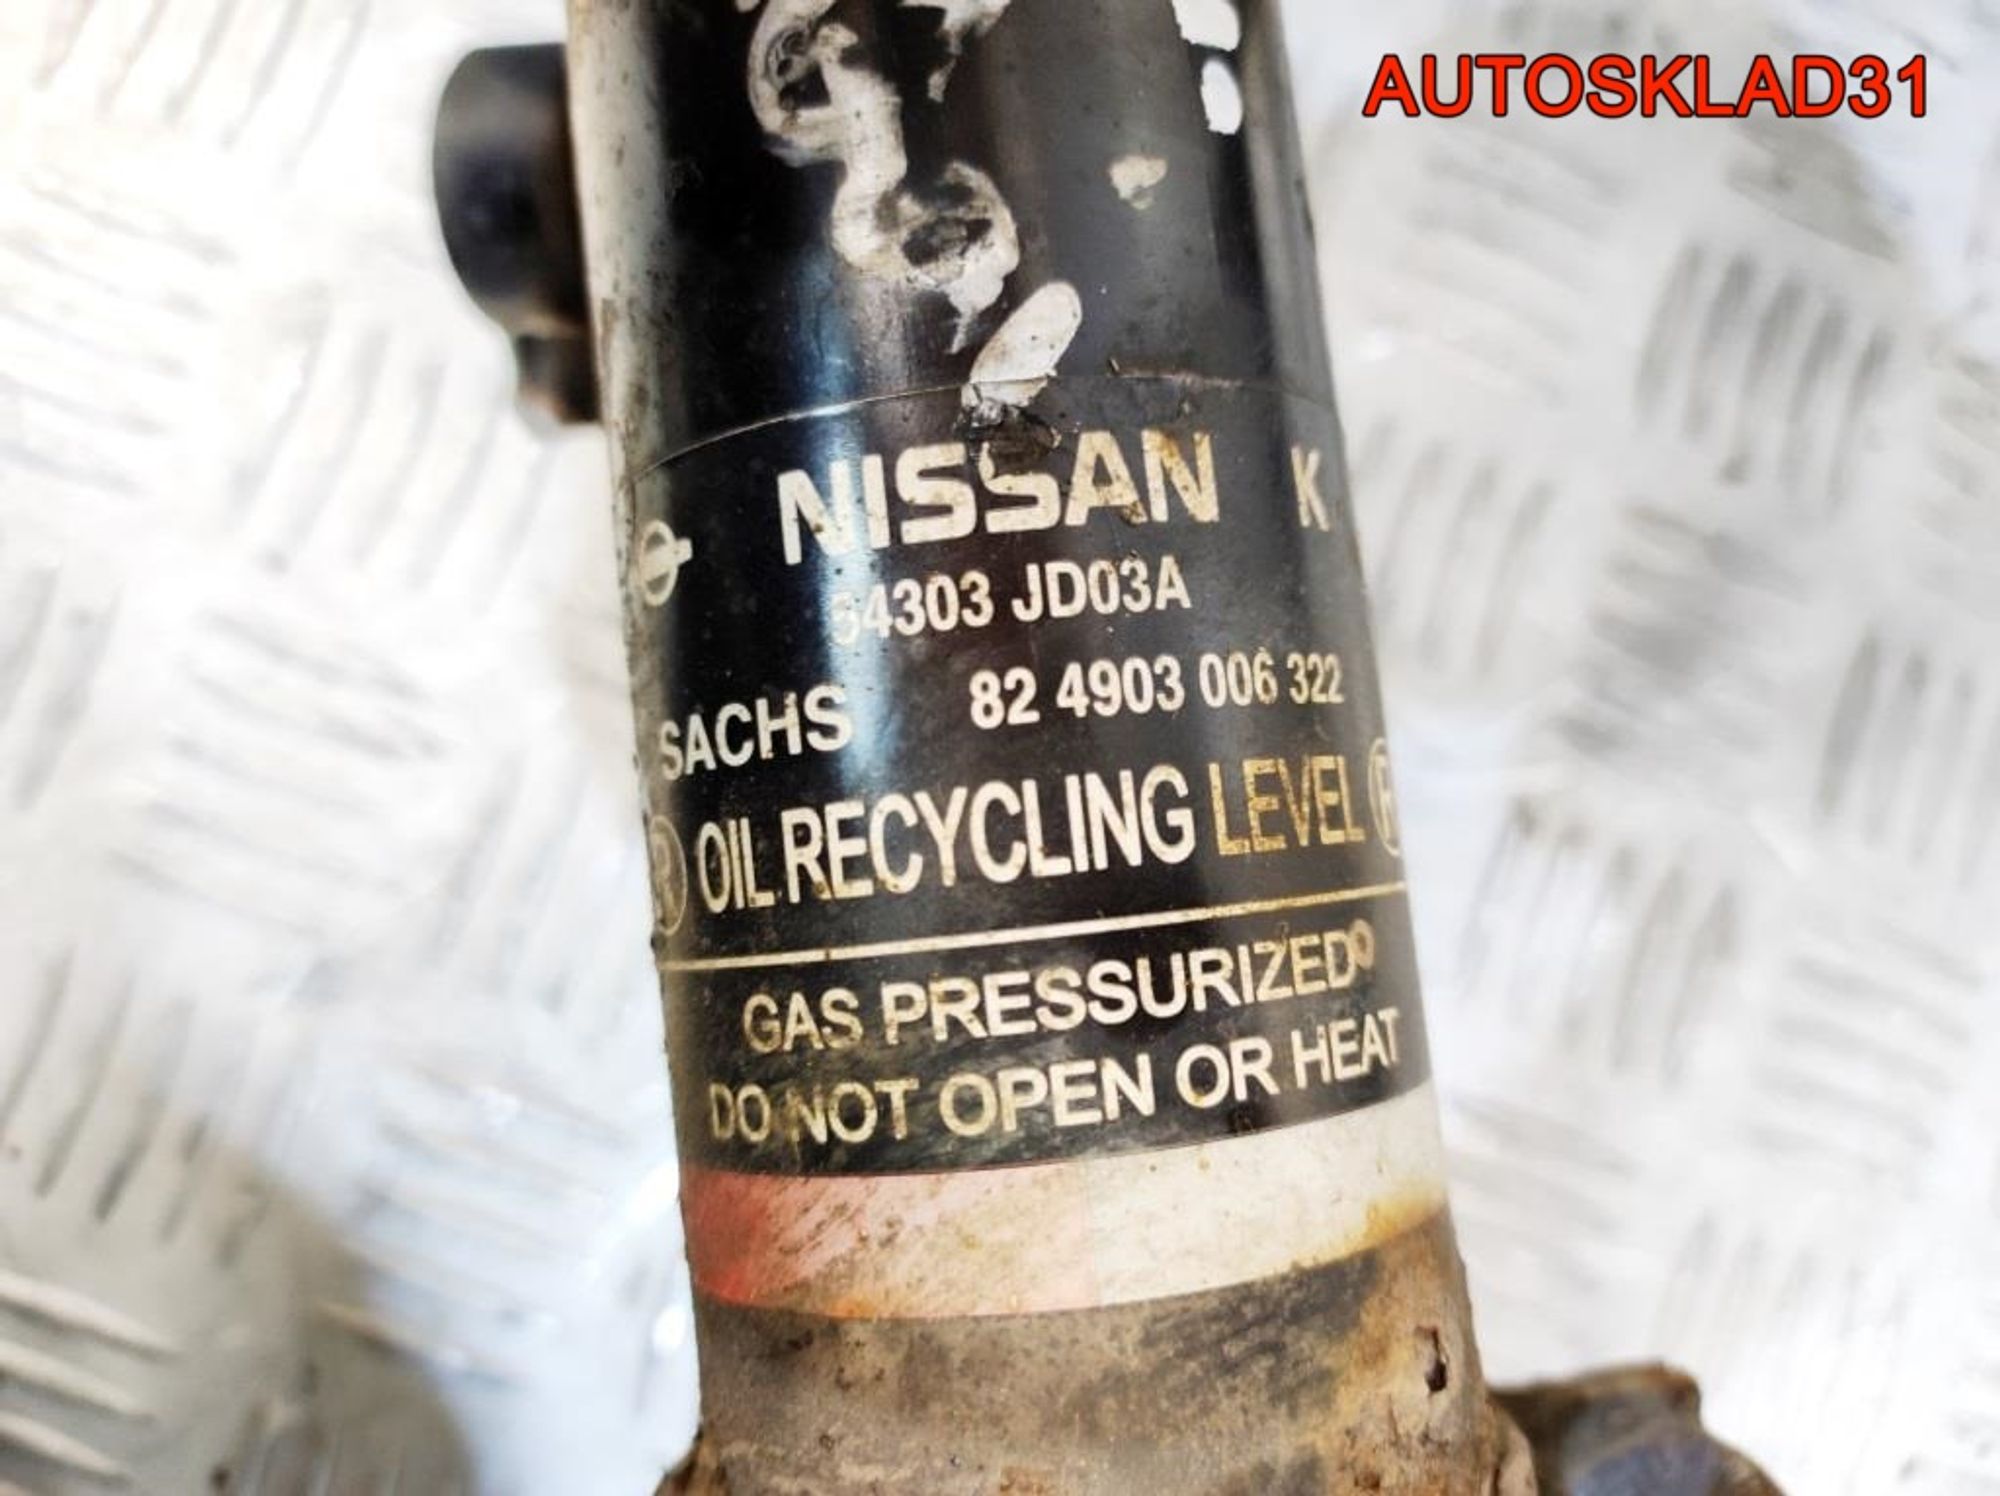 AUTOSKLAD31
NISSAN K
54303 JD03A
SACHS 82 4903 006 322
® OIL RECYCLING LEVEL ®
GAS PRESSURIZED
DO NOT OPEN OR HEAT